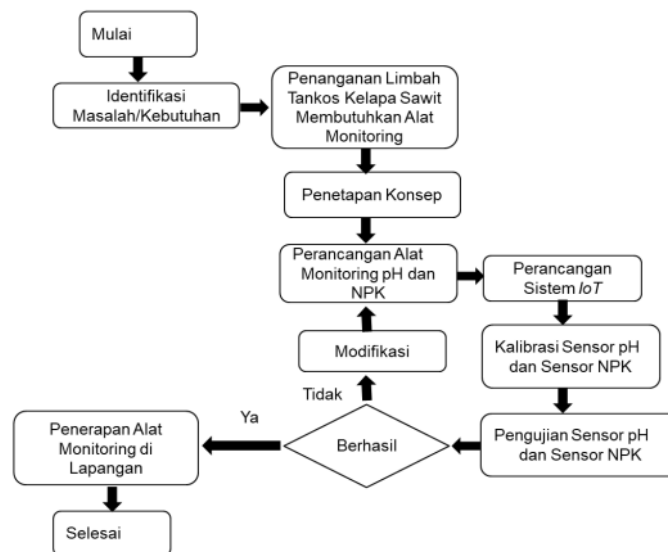 Mulai
Identifikasi
Masalah/Kebutuhan
Penanganan Limbah
Tankos Kelapa Sawit
Membutuhkan Alat
Monitoring
Penetapan Konsep
Perancangan Alat
Monitoring pH dan
NPK
Perancangan
Sistem IoT
Kalibrasi Sensor pH
dan Sensor NPK
Pengujian Sensor pH
dan Sensor NPK
Berhasil
Tidak
Modifikasi
Ya
Penerapan Alat
Monitoring di
Lapangan
Selesai